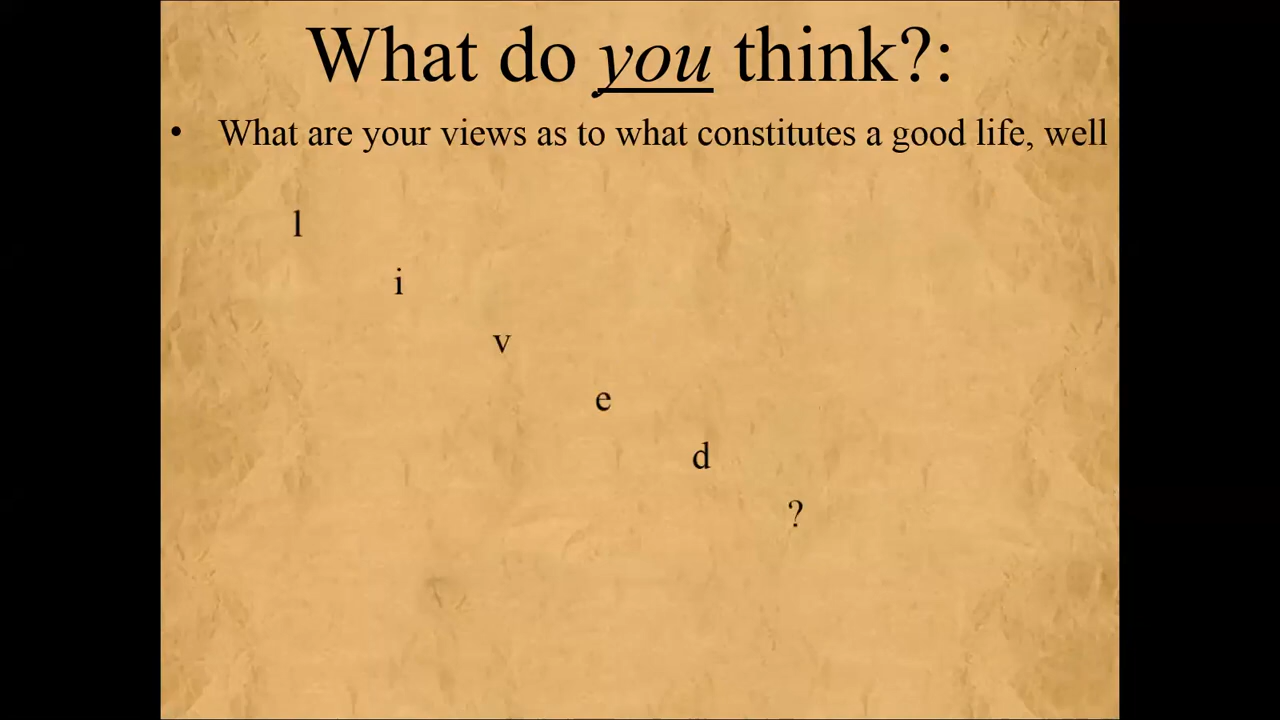 What do you think?:
• What are your views as to what constitutes a good life, well
l
i
v
e
d
?